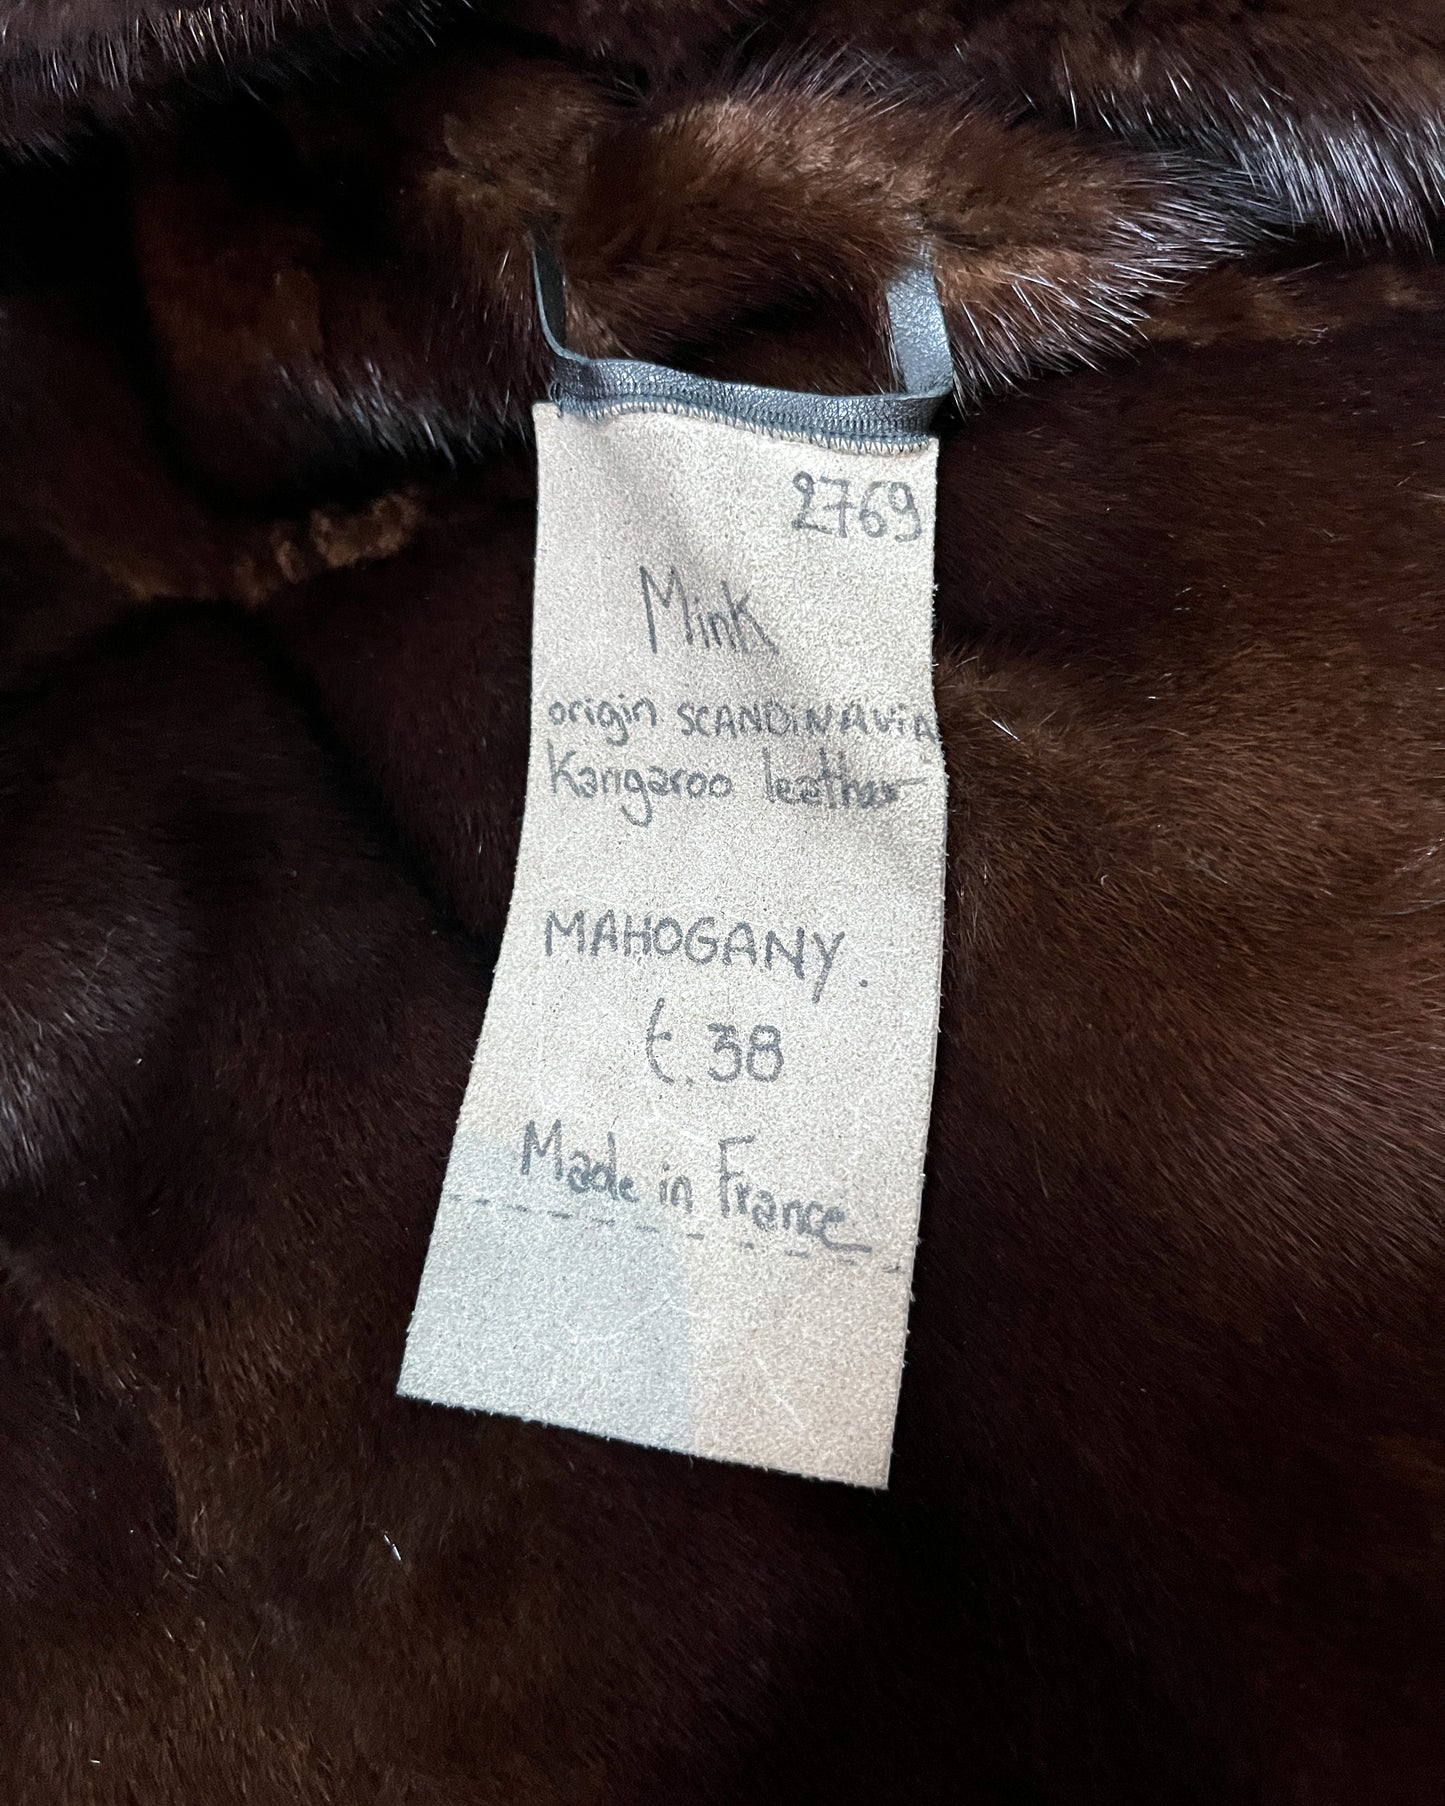 2769
Mink
origin SCANDINAVIA
Kangaroo leather
MAHOGANY.
t.38
Made in France